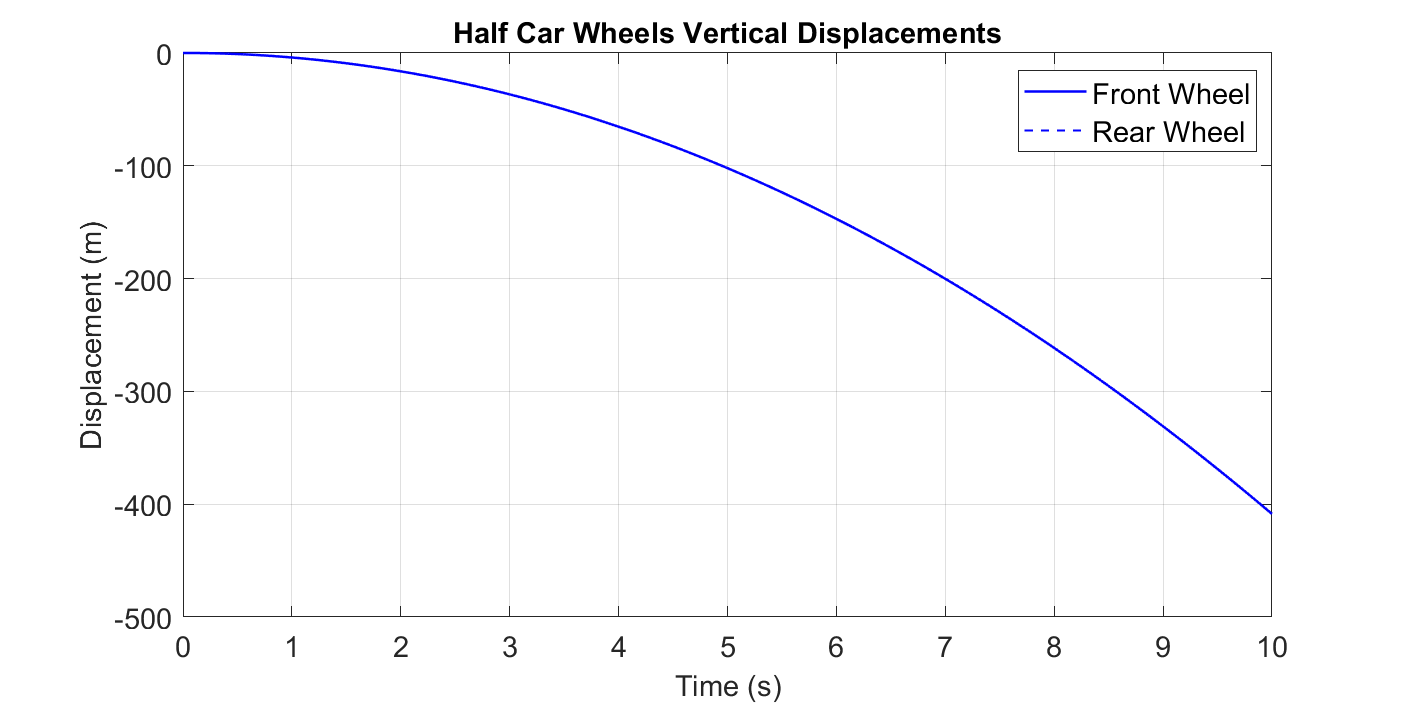 Half Car Wheels Vertical Displacements
Front Wheel
Rear Wheel
0
-100
-200
-300
-400
-500
Displacement (m)
0 1 2 3 4 5 6 7 8 9 10
Time (s)